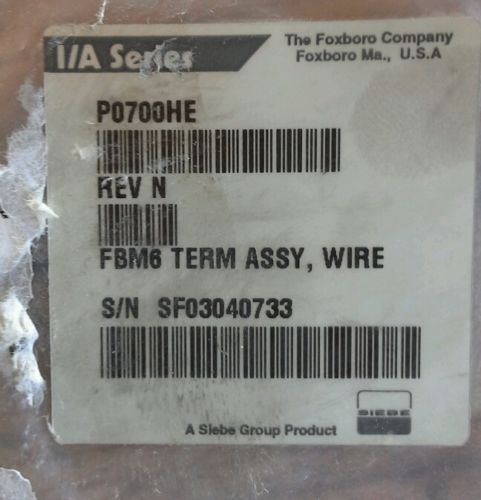 I/A Series
The Foxboro Company
Foxboro Ma., U.S.A
P0700HE
REV N
FBM6 TERM ASSY, WIRE
S/N SF03040733
SIEBE
A Siebe Group Product